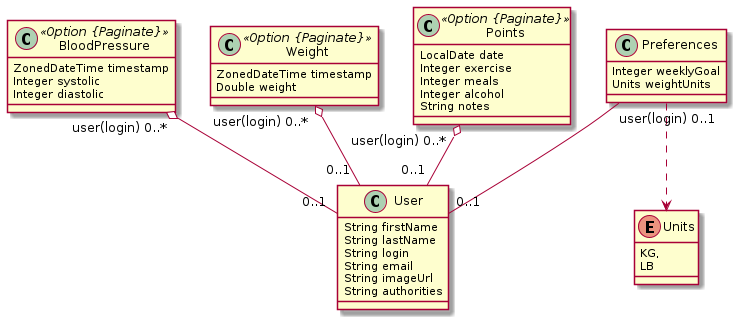 C «Option {Paginate}»
BloodPressure
ZonedDateTime timestamp
Integer systolic
Integer diastolic
C «Option {Paginate}»
Weight
ZonedDateTime timestamp
Double weight
C «Option {Paginate}»
Points
LocalDate date
Integer exercise
Integer meals
Integer alcohol
String notes
C Preferences
Integer weeklyGoal
Units weightUnits
user(login) 0..*
user(login) 0..*
user(login) 0..*
user(login) 0..1
0..1
0..1
0..1
0..1
C User
String firstName
String lastName
String login
String email
String imageUrl
String authorities
E Units
KG,
LB